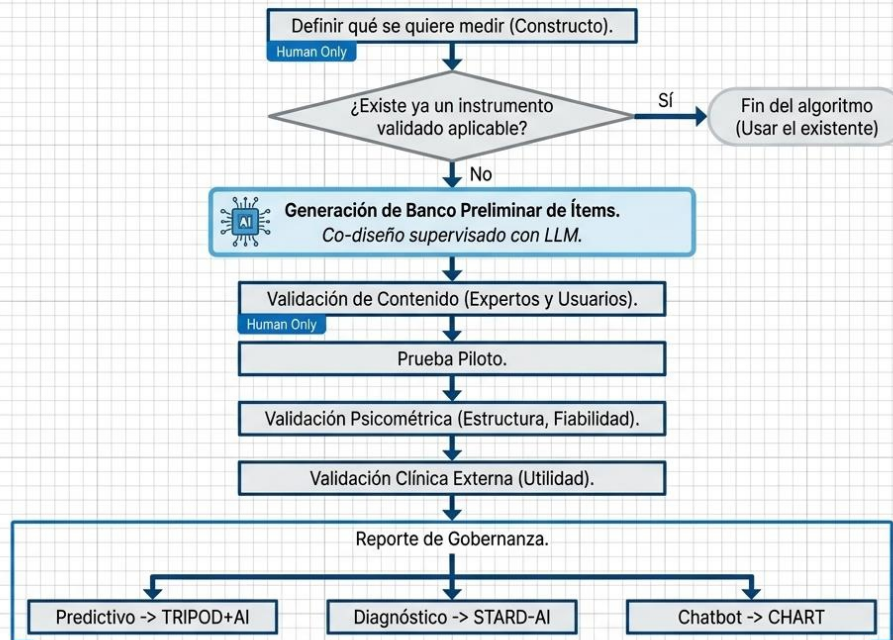 Definir qué se quiere medir (Constructo).
Human Only
¿Existe ya un instrumento
validado aplicable?
Sí
Fin del algoritmo
(Usar el existente)
No
AI
Generación de Banco Preliminar de Ítems.
Co-diseño supervisado con LLM.
Validación de Contenido (Expertos y Usuarios).
Human Only
Prueba Piloto.
Validación Psicométrica (Estructura, Fiabilidad).
Validación Clínica Externa (Utilidad).
Reporte de Gobernanza.
Predictivo -> TRIPOD+AI
Diagnóstico -> STARD-AI
Chatbot -> CHART